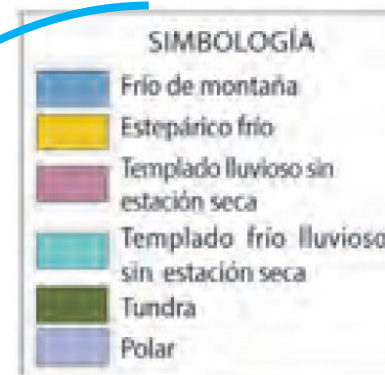 SIMBOLOGÍA
Frío de montaña
Estepárico frío
Templado lluvioso sin
estación seca
Templado frío lluvioso
sin estación seca
Tundra
Polar